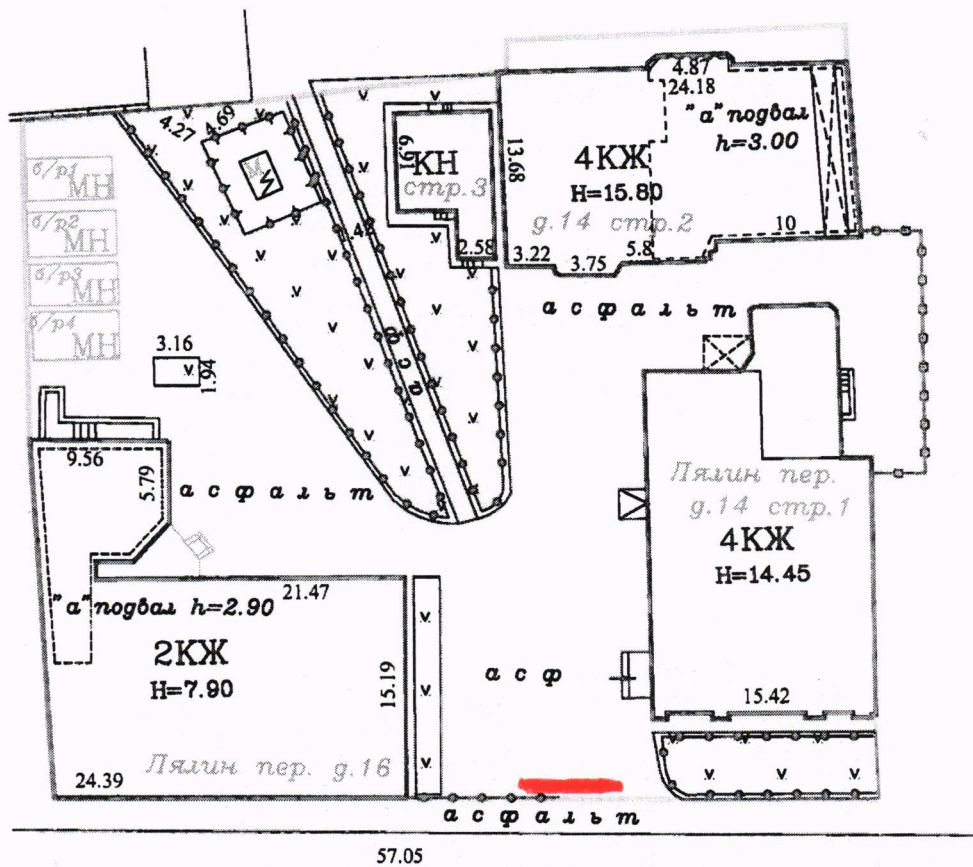 4.87
24.18
"а" подвал
h=3.00
4.27
4.69
6.91
КН
стр.3
13.68
4КЖ
H=15.80
д.14 стр.2
б/р1
МН
б/р2
МН
б/р3
МН
б/р4
МН
2.58
3.22
3.75
5.8
10
асфальт
асф
3.16
1.94
9.56
5.79
асфальт
Лялин пер.
д.14 стр.1
4КЖ
H=14.45
21.47
"а" подвал h=2.90
2КЖ
H=7.90
15.19
асф
15.42
Лялин пер. д.16
24.39
асфальт
57.05